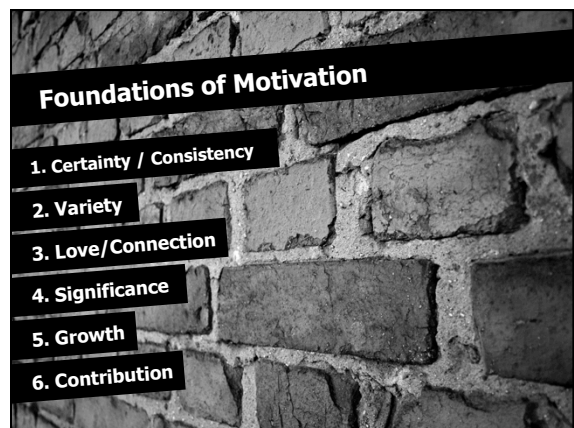 Foundations of Motivation
1. Certainty / Consistency
2. Variety
3. Love/Connection
4. Significance
5. Growth
6. Contribution